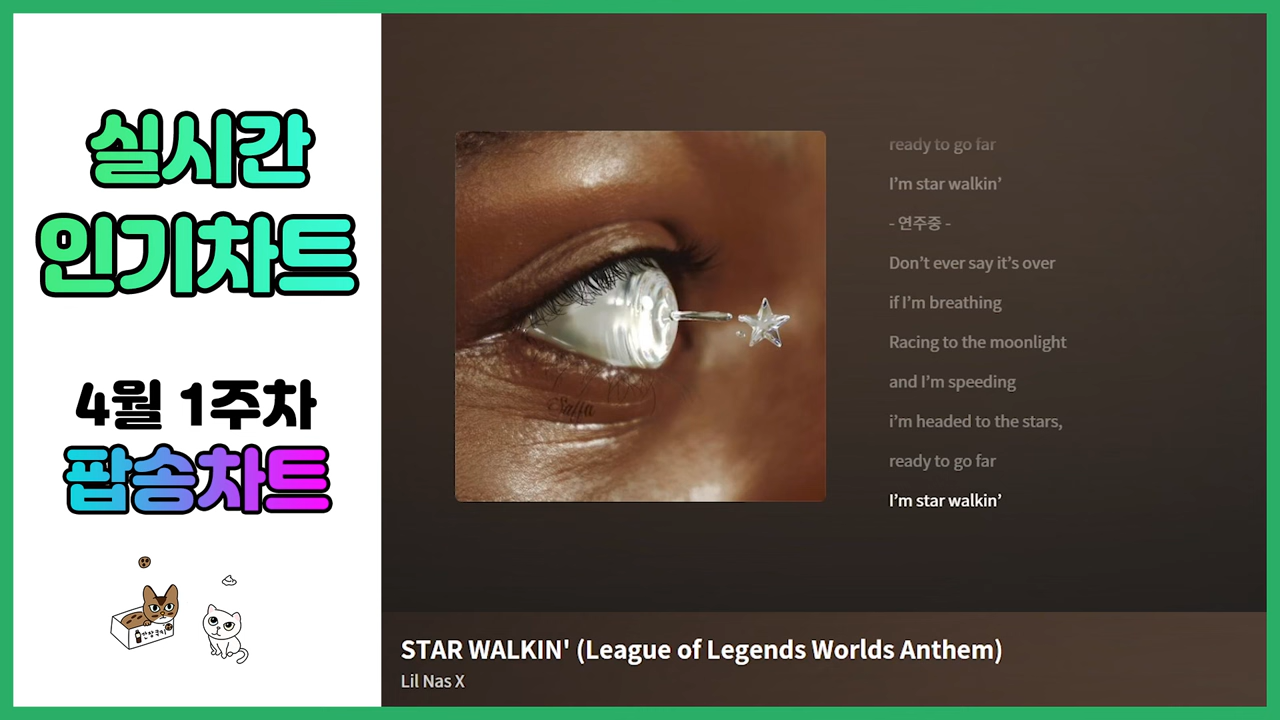 실시간
인기차트
4월 1주차
팝송차트
ready to go far
I’m star walkin’
- 연주중 -
Don’t ever say it’s over
if I’m breathing
Racing to the moonlight
and I’m speeding
i’m headed to the stars,
ready to go far
I’m star walkin’
STAR WALKIN' (League of Legends Worlds Anthem)
Lil Nas X